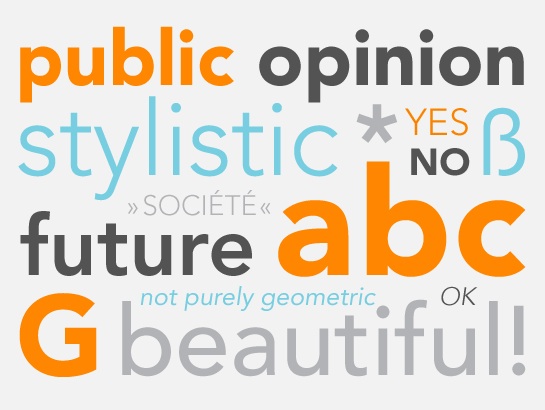 public opinion
stylistic * YES ß
NO
» SOCIÉTÉ «
future abc
not purely geometric OK
G beautiful!